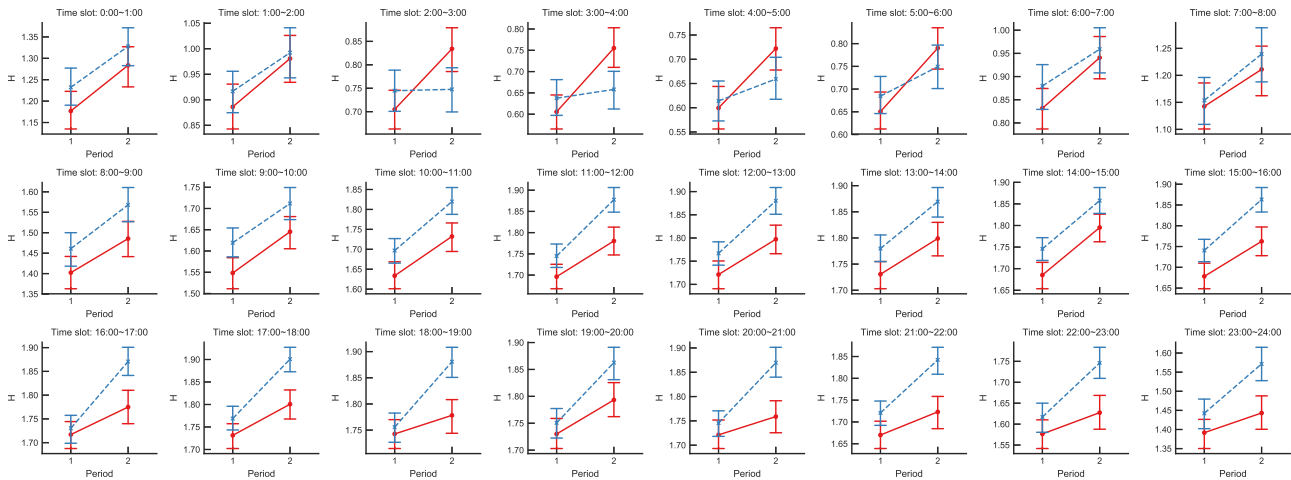 Time slot: 0:00~1:00
1.35
1.30
1.25
1.20
1.15
H
1
2
Period
Time slot: 1:00~2:00
1.05
1.00
0.95
0.90
0.85
H
1
2
Period
Time slot: 2:00~3:00
0.85
0.80
0.75
0.70
0.65
H
1
2
Period
Time slot: 3:00~4:00
0.80
0.75
0.70
0.65
0.60
H
1
2
Period
Time slot: 4:00~5:00
0.75
0.70
0.65
0.60
0.55
H
1
2
Period
Time slot: 5:00~6:00
0.80
0.75
0.70
0.65
0.60
H
1
2
Period
Time slot: 6:00~7:00
1.00
0.95
0.90
0.85
0.80
H
1
2
Period
Time slot: 7:00~8:00
1.25
1.20
1.15
1.10
H
1
2
Period
Time slot: 8:00~9:00
1.60
1.55
1.50
1.45
1.40
1.35
H
1
2
Period
Time slot: 9:00~10:00
1.75
1.70
1.65
1.60
1.55
1.50
H
1
2
Period
Time slot: 10:00~11:00
1.85
1.80
1.75
1.70
1.65
1.60
H
1
2
Period
Time slot: 11:00~12:00
1.90
1.85
1.80
1.75
1.70
H
1
2
Period
Time slot: 12:00~13:00
1.90
1.85
1.80
1.75
1.70
H
1
2
Period
Time slot: 13:00~14:00
1.90
1.85
1.80
1.75
1.70
H
1
2
Period
Time slot: 14:00~15:00
1.90
1.85
1.80
1.75
1.70
1.65
H
1
2
Period
Time slot: 15:00~16:00
1.90
1.85
1.80
1.75
1.70
1.65
H
1
2
Period
Time slot: 16:00~17:00
1.90
1.85
1.80
1.75
1.70
H
1
2
Period
Time slot: 17:00~18:00
1.90
1.85
1.80
1.75
1.70
H
1
2
Period
Time slot: 18:00~19:00
1.90
1.85
1.80
1.75
H
1
2
Period
Time slot: 19:00~20:00
1.90
1.85
1.80
1.75
1.70
H
1
2
Period
Time slot: 20:00~21:00
1.90
1.85
1.80
1.75
1.70
H
1
2
Period
Time slot: 21:00~22:00
1.85
1.80
1.75
1.70
1.65
H
1
2
Period
Time slot: 22:00~23:00
1.75
1.70
1.65
1.60
1.55
H
1
2
Period
Time slot: 23:00~24:00
1.60
1.55
1.50
1.45
1.40
1.35
H
1
2
Period